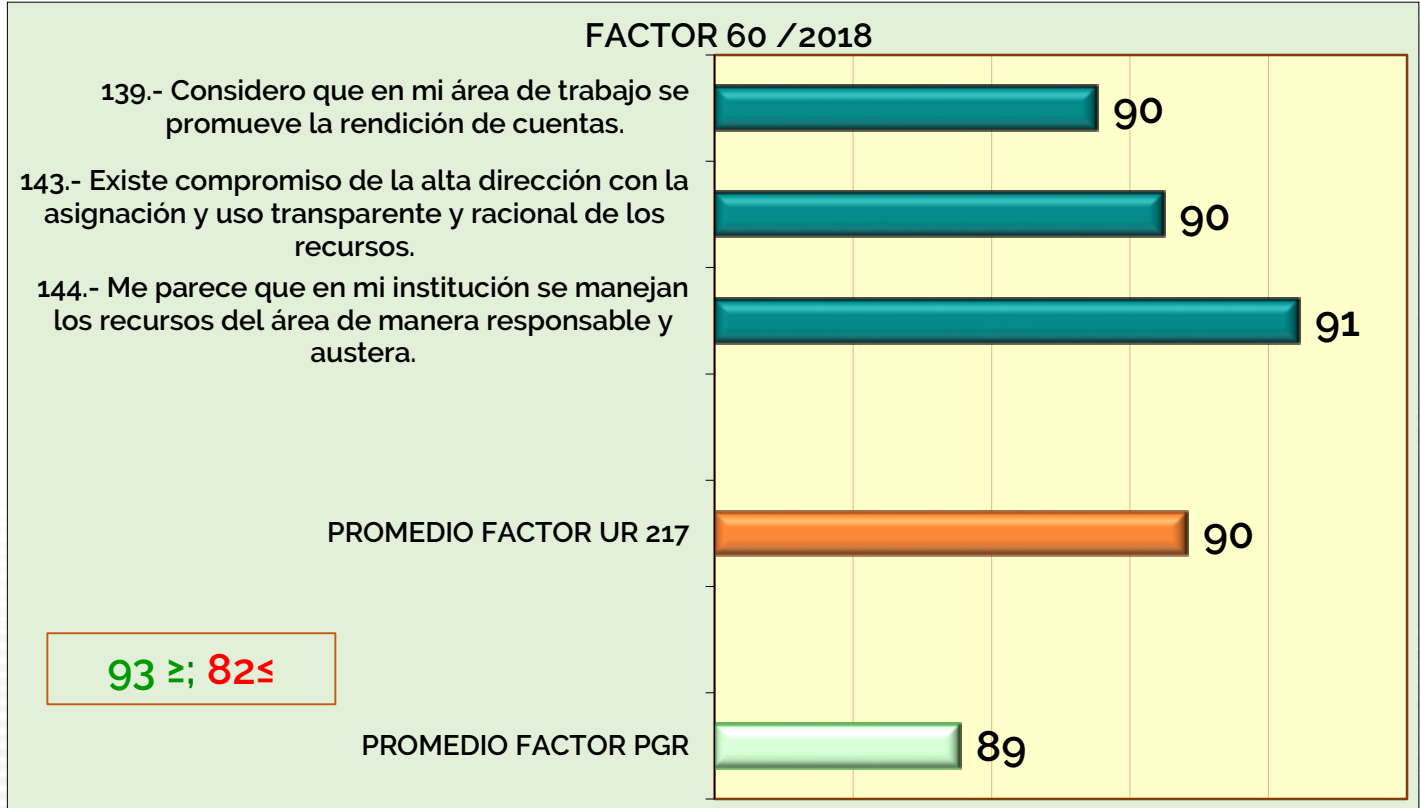 FACTOR 60 /2018
139.- Considero que en mi área de trabajo se
promueve la rendición de cuentas.
90
143.- Existe compromiso de la alta dirección con la
asignación y uso transparente y racional de los
recursos.
90
144.- Me parece que en mi institución se manejan
los recursos del área de manera responsable y
austera.
91
PROMEDIO FACTOR UR 217
90
93 ≥; 82≤
PROMEDIO FACTOR PGR
89